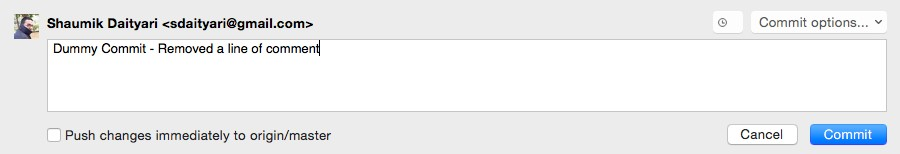 Shaumik Daityari <sdaityari@gmail.com>
Commit options...
Dummy Commit - Removed a line of comment
Push changes immediately to origin/master
Cancel
Commit